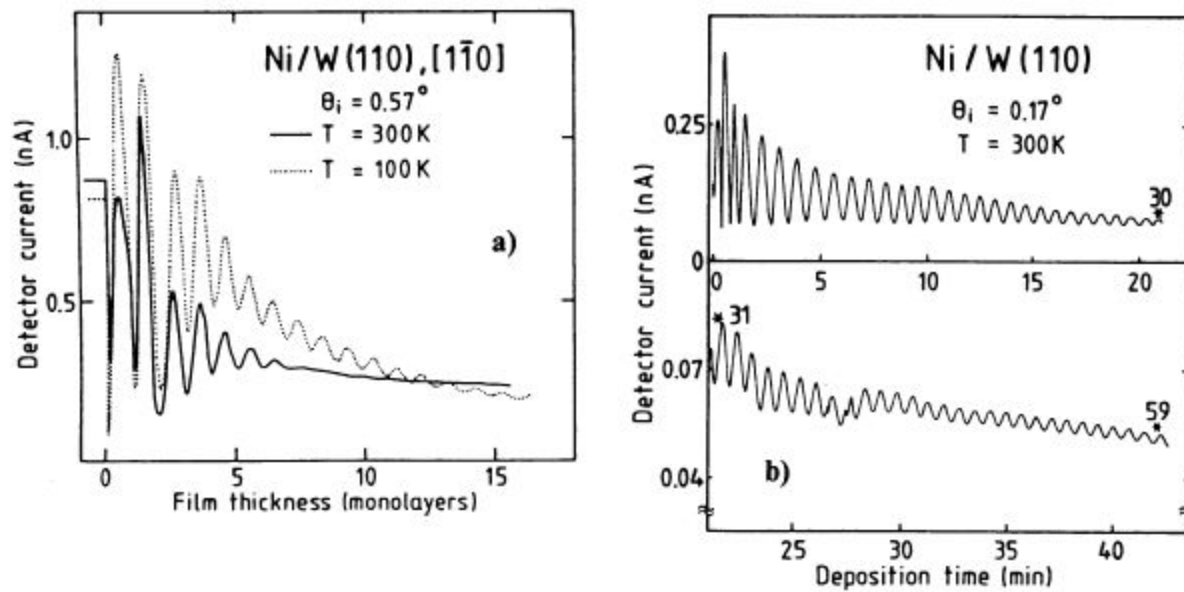 Ni/W(110), [11̄0]
θi = 0.57°
T = 300K
T = 100K
a)
1.0
0.5
0 5 10 15
Detector current (nA)
Film thickness (monolayers)
Ni / W(110)
θi = 0.17°
T = 300K
0.25
30
*
0
0 5 10 15 20
* 31
0.07
59
*
b)
0.04
25 30 35 40
Detector current (nA)
Deposition time (min)